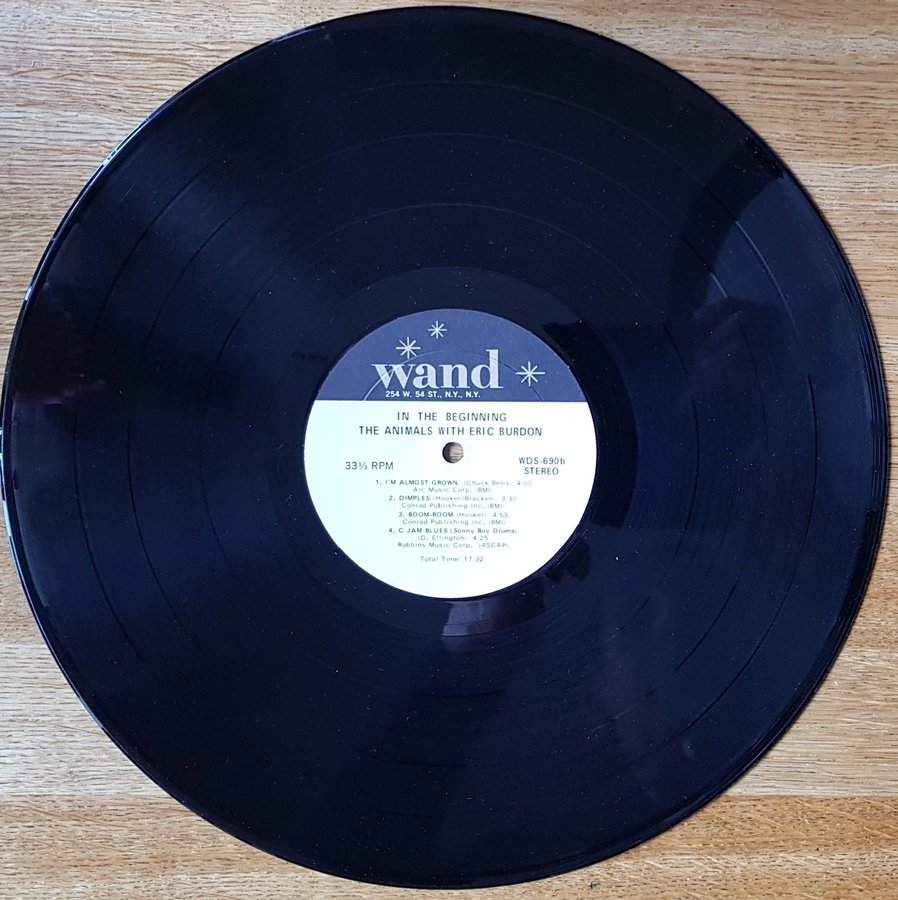 wand
254 W. 54 ST., N.Y., N.Y.
IN THE BEGINNING
THE ANIMALS WITH ERIC BURDON
33⅓ RPM
WDS-690b
STEREO
1. I'M ALMOST GROWN (Chuck Berry) 4:00
Arc Music Corp. (BMI)
2. DIMPLES (Hooker/Bracken) 3:30
Conrad Publishing Inc. (BMI)
3. BOOM-BOOM (Hooker) 4:53
Conrad Publishing Inc. (BMI)
4. C JAM BLUES (Sonny Boy Drums)
(D. Ellington) 4:25
Robbins Music Corp. (ASCAP)
Total Time: 17:32